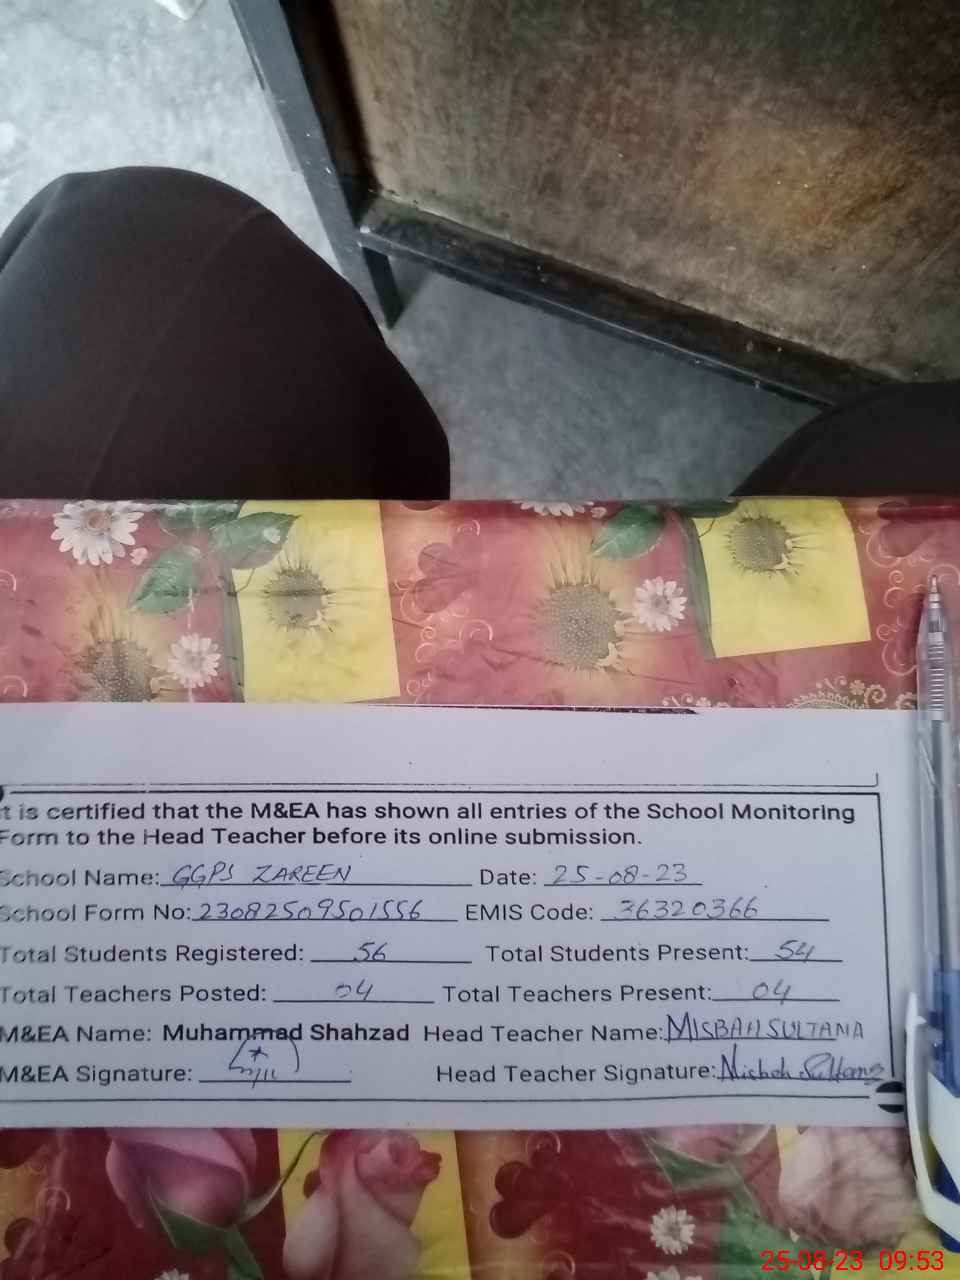 t is certified that the M&EA has shown all entries of the School Monitoring
Form to the Head Teacher before its online submission.
School Name: GGPS ZAREEN Date: 25-08-23
School Form No: 23082509501556 EMIS Code: 36320366
Total Students Registered: 56 Total Students Present: 54
Total Teachers Posted: 04 Total Teachers Present: 04
M&EA Name: Muhammad Shahzad Head Teacher Name: MISBAH SULTANA
M&EA Signature: Head Teacher Signature: Misbah Sultana
25-08-23 09:53